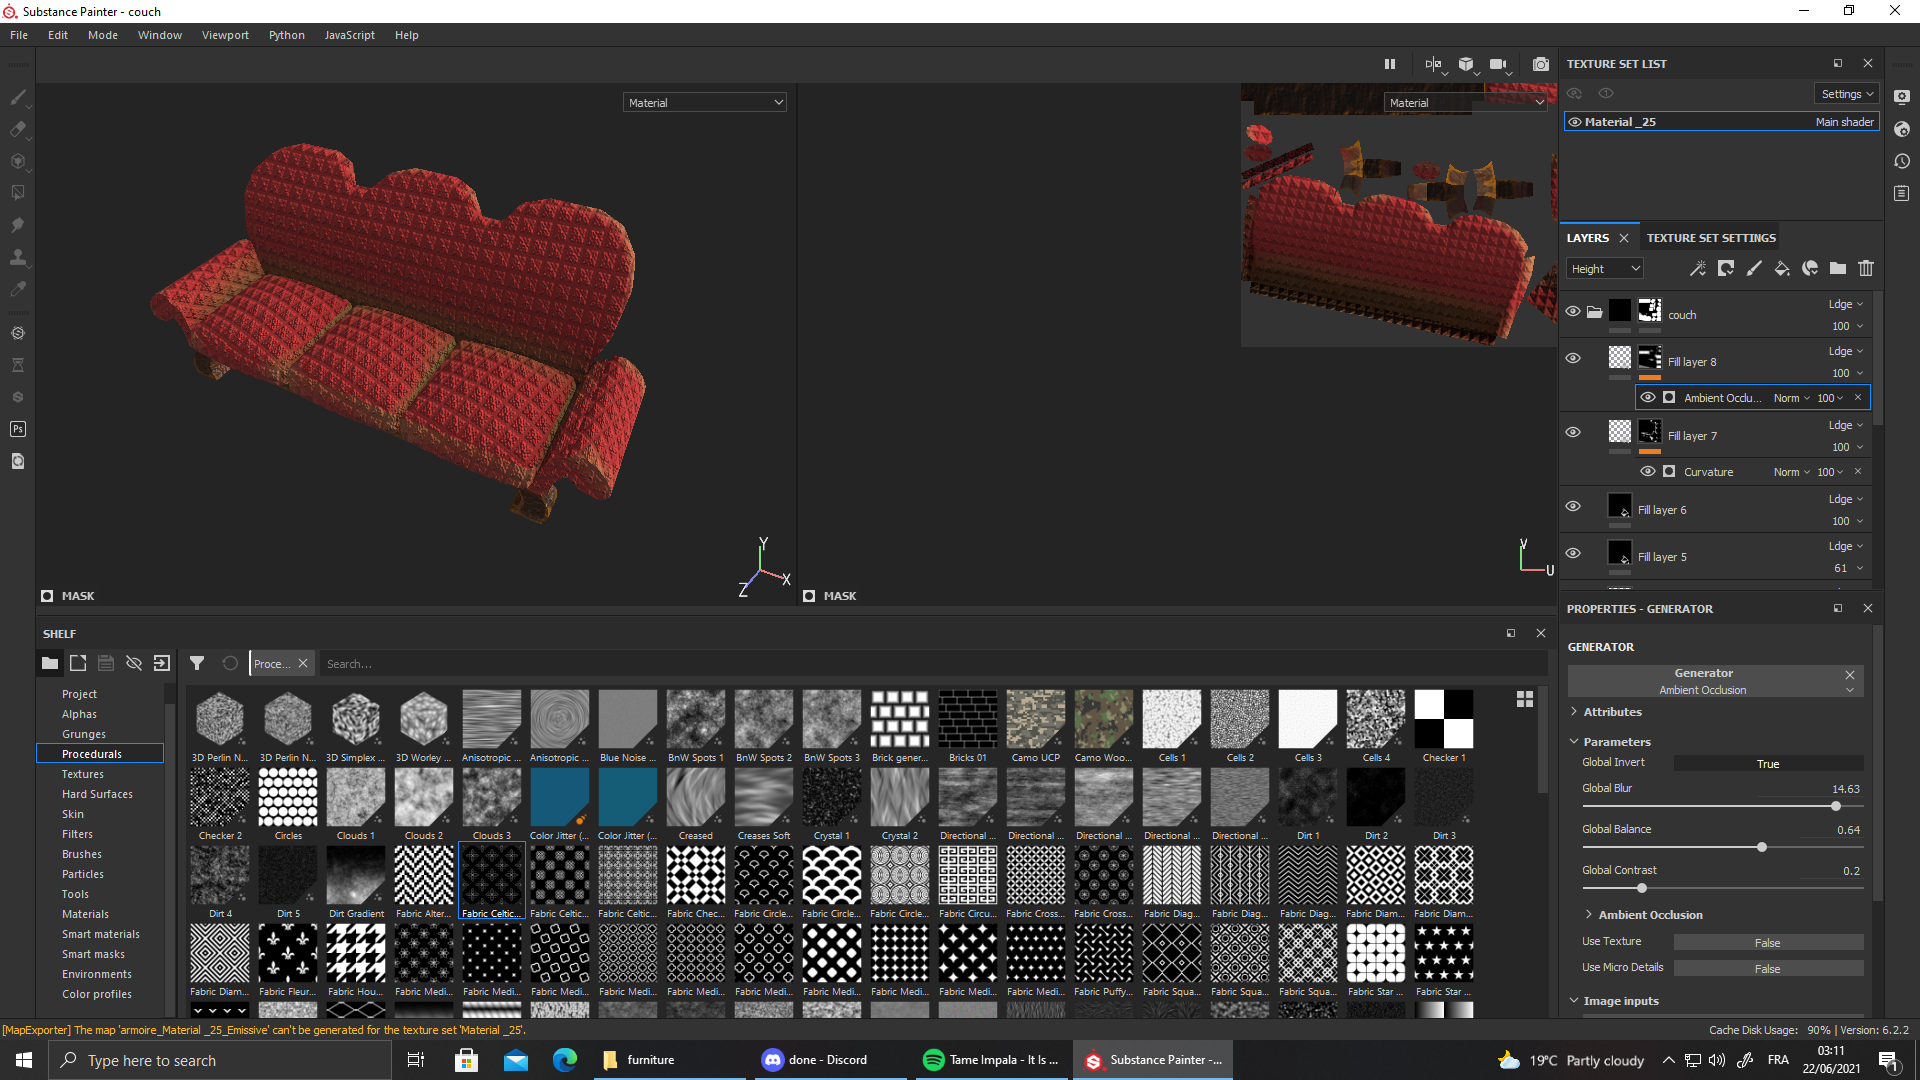 Substance Painter - couch
File Edit Mode Window Viewport Python JavaScript Help
Material
Material
Y
X
Z
V
U
MASK
MASK
TEXTURE SET LIST
Settings
Material _25 Main shader
LAYERS TEXTURE SET SETTINGS
Height
couch Ldge 100
Fill layer 8 Ldge 100
Ambient Occlu... Norm 100
Fill layer 7 Ldge 100
Curvature Norm 100
Fill layer 6 Ldge 100
Fill layer 5 Ldge 61
PROPERTIES - GENERATOR
GENERATOR
Generator
Ambient Occlusion
Attributes
Parameters
Global Invert True
Global Blur 14.63
Global Balance 0.64
Global Contrast 0.2
Ambient Occlusion
Use Texture False
Use Micro Details False
Image inputs
SHELF
Proce... Search...
Project
Alphas
Grunges
Procedurals
Textures
Hard Surfaces
Skin
Filters
Brushes
Particles
Tools
Materials
Smart materials
Smart masks
Environments
Color profiles
3D Perlin N... 3D Perlin N... 3D Simplex ... 3D Worley ... Anisotropic ... Anisotropic ... Blue Noise ... BnW Spots 1 BnW Spots 2 BnW Spots 3 Brick gener... Bricks 01 Camo UCP Camo Woo... Cells 1 Cells 2 Cells 3 Cells 4 Checker 1
Checker 2 Circles Clouds 1 Clouds 2 Clouds 3 Color Jitter (... Color Jitter (... Creased Creases Soft Crystal 1 Crystal 2 Directional ... Directional ... Directional ... Directional ... Directional ... Dirt 1 Dirt 2 Dirt 3
Dirt 4 Dirt 5 Dirt Gradient Fabric Alter... Fabric Celtic... Fabric Celtic... Fabric Celtic... Fabric Chec... Fabric Circle... Fabric Circle... Fabric Circle... Fabric Circu... Fabric Cross... Fabric Cross... Fabric Diag... Fabric Diag... Fabric Diag... Fabric Diam... Fabric Diam...
Fabric Diam... Fabric Fleur... Fabric Hou... Fabric Medi... Fabric Medi... Fabric Medi... Fabric Medi... Fabric Medi... Fabric Medi... Fabric Medi... Fabric Medi... Fabric Medi... Fabric Medi... Fabric Puffy... Fabric Squa... Fabric Squa... Fabric Squa... Fabric Star ... Fabric Star ...
[MapExporter] The map 'armoire_Material _25_Emissive' can't be generated for the texture set 'Material _25'.
Cache Disk Usage: 90% | Version: 6.2.2
Type here to search
furniture
done - Discord
Tame Impala - It Is ...
Substance Painter -...
19°C Partly cloudy
FRA
03:11
22/06/2021
1
Ps